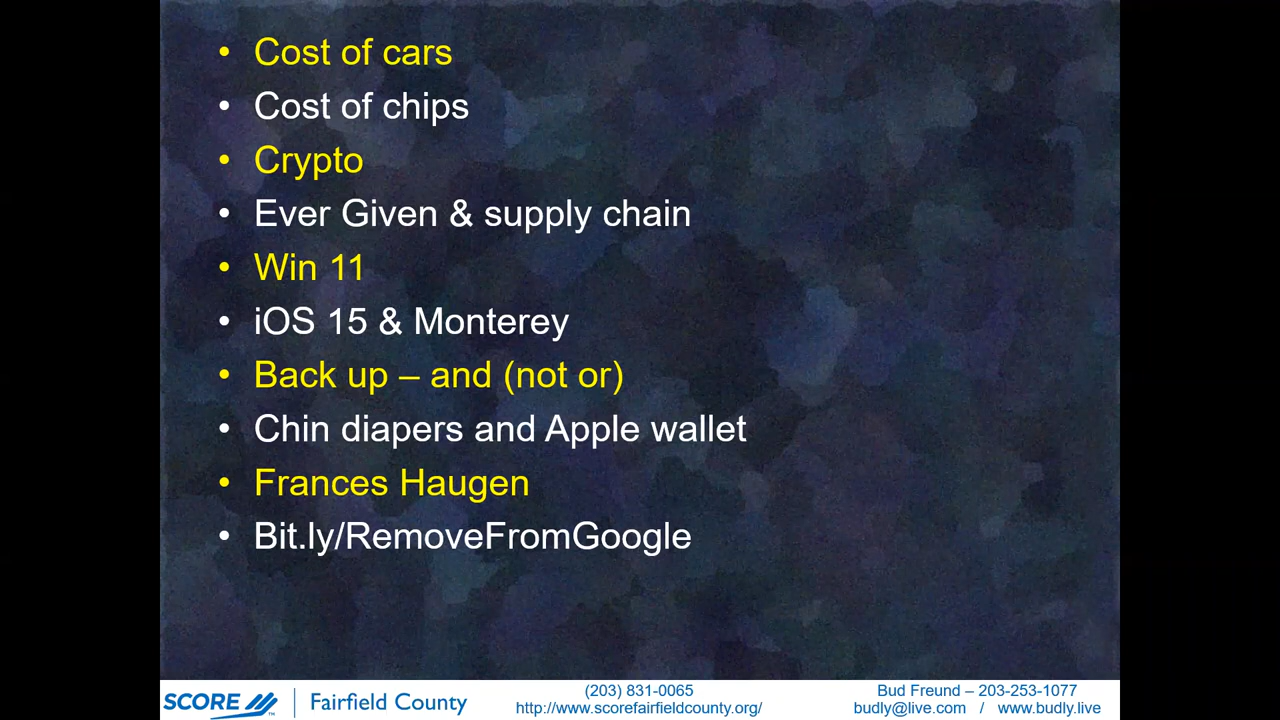 • Cost of cars
• Cost of chips
• Crypto
• Ever Given & supply chain
• Win 11
• iOS 15 & Monterey
• Back up – and (not or)
• Chin diapers and Apple wallet
• Frances Haugen
• Bit.ly/RemoveFromGoogle
SCORE™ | Fairfield County
(203) 831-0065
http://www.scorefairfieldcounty.org/
Bud Freund – 203-253-1077
budly@live.com / www.budly.live